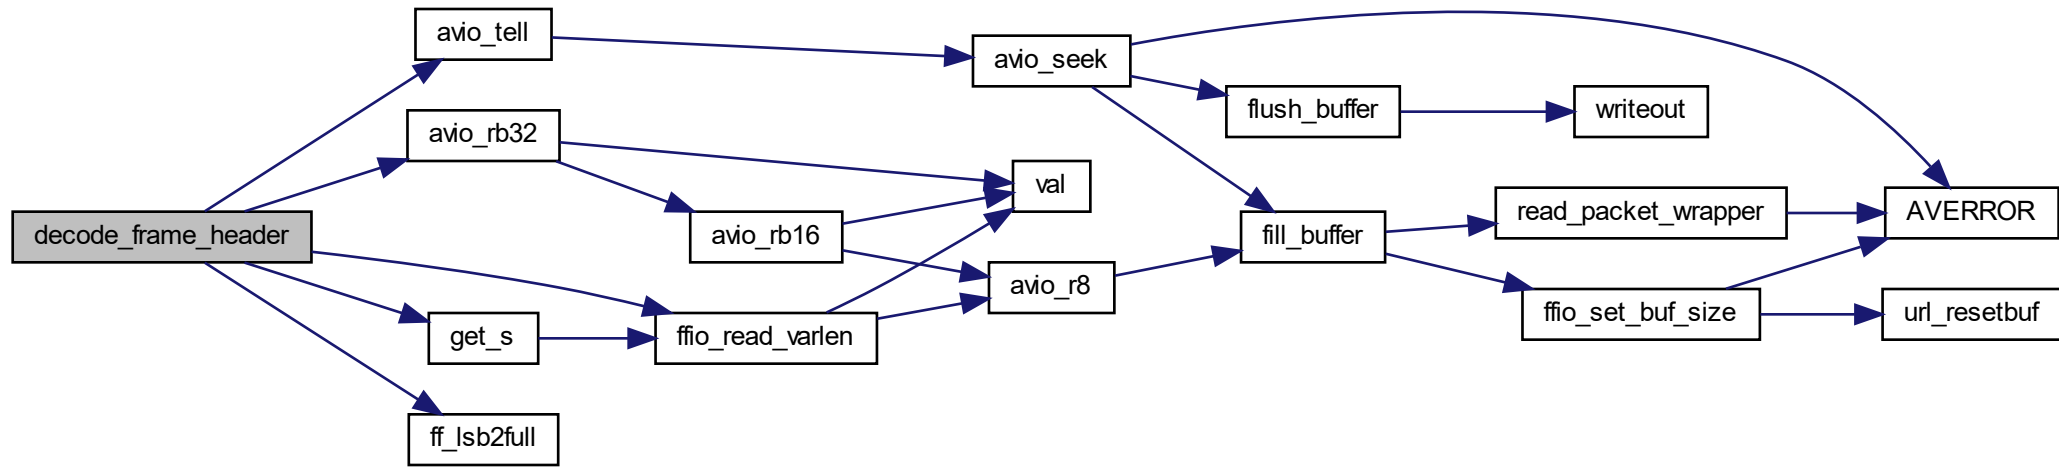 avio_tell
avio_seek
flush_buffer
writeout
avio_rb32
val
read_packet_wrapper
AVERROR
decode_frame_header
avio_rb16
fill_buffer
avio_r8
ffio_set_buf_size
url_resetbuf
get_s
ffio_read_varlen
ff_lsb2full